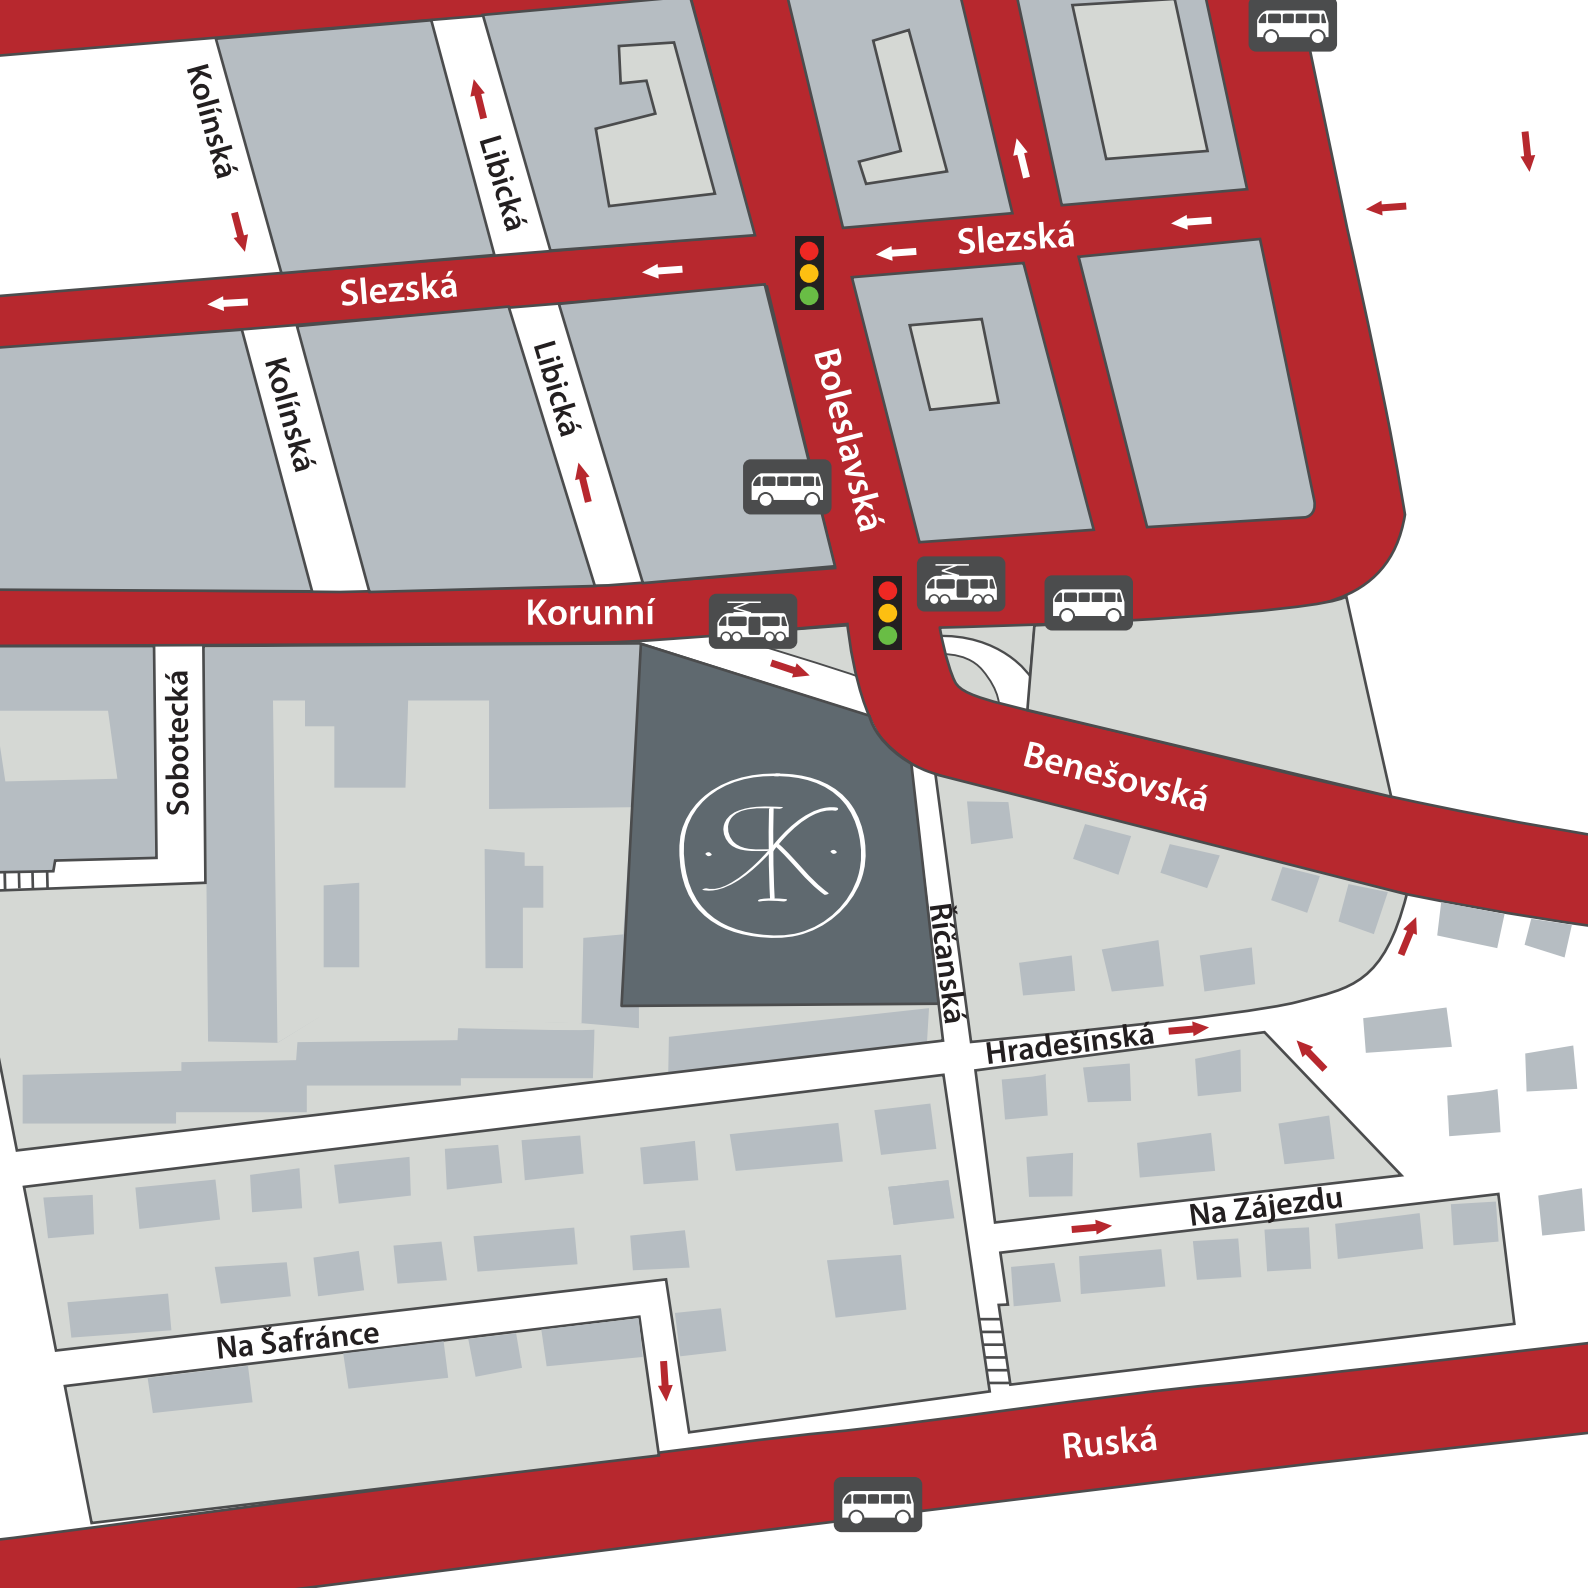 Kolínská
Libická
Slezská
Slezská
Kolínská
Libická
Boleslavská
Korunní
Sobotecká
Benešovská
K
Říčanská
Hradešínská
Na Zájezdu
Na Šafránce
Ruská